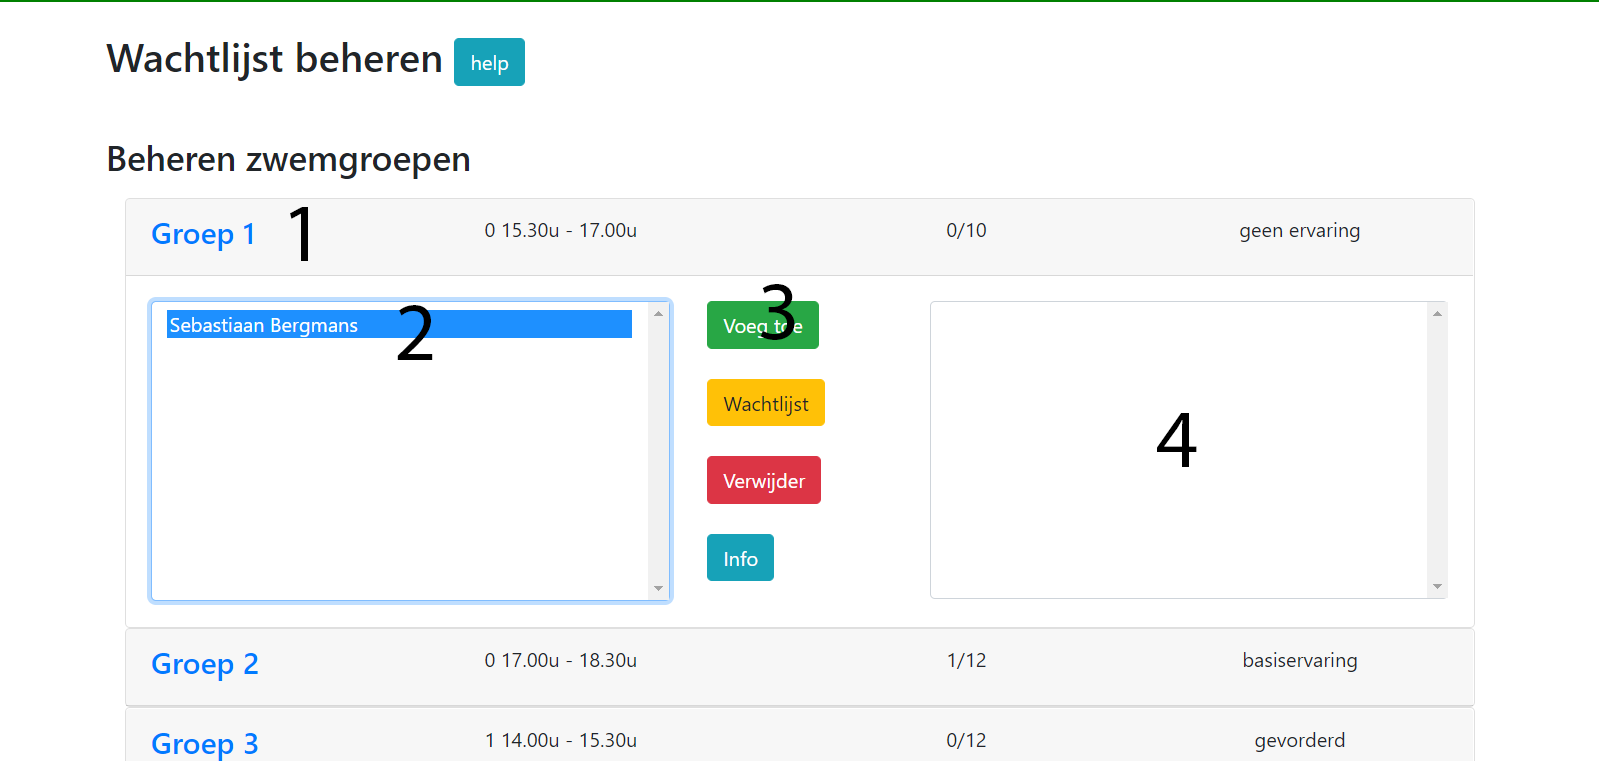 Wachtlijst beheren help
Beheren zwemgroepen
Groep 1 1 0 15.30u - 17.00u 0/10 geen ervaring
Sebastiaan Bergmans 2 Voeg toe 3
Wachtlijst
4
Verwijder
Info
Groep 2 0 17.00u - 18.30u 1/12 basiservaring
Groep 3 1 14.00u - 15.30u 0/12 gevorderd